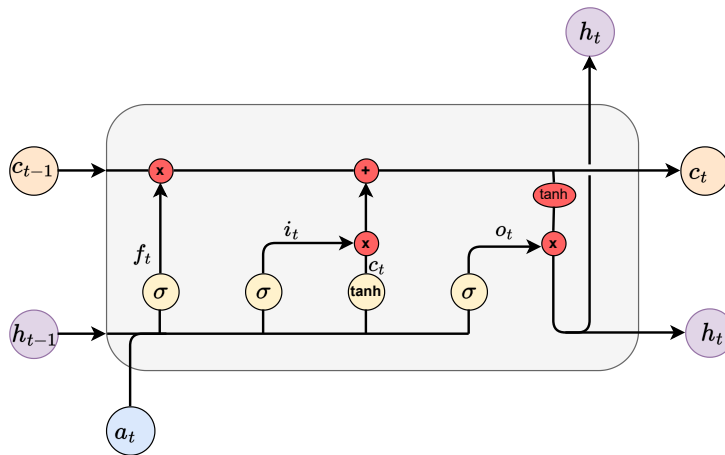 h_t
c_{t-1}
x
+
c_t
tanh
i_t
o_t
f_t
x
x
c_t
σ
σ
tanh
σ
h_{t-1}
h_t
a_t